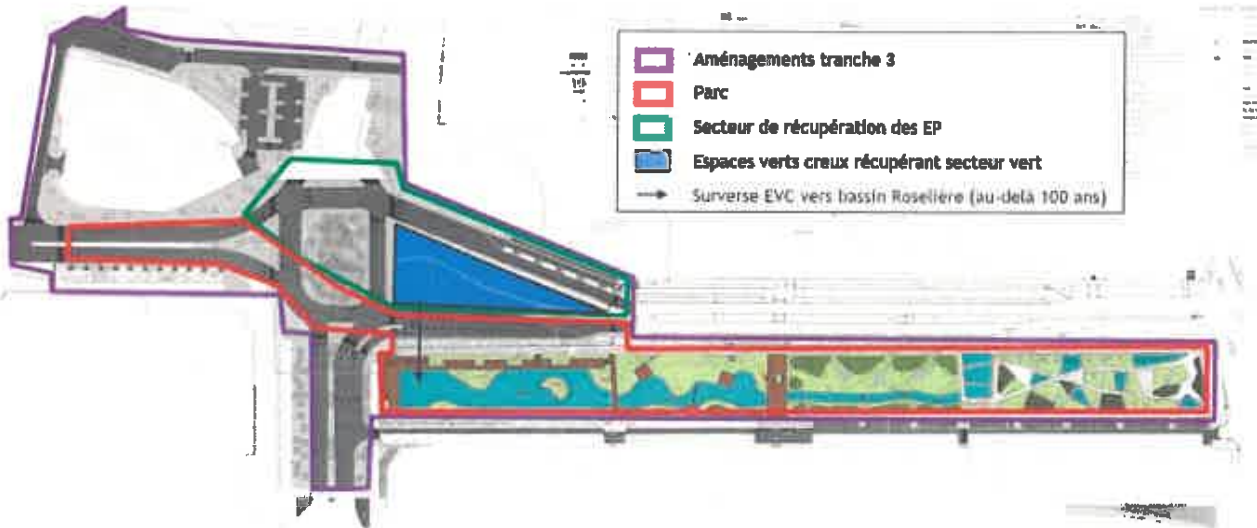 Aménagements tranche 3
Parc
Secteur de récupération des EP
Espaces verts creux récupérant secteur vert
Surverse EVC vers bassin Roselière (au-delà 100 ans)